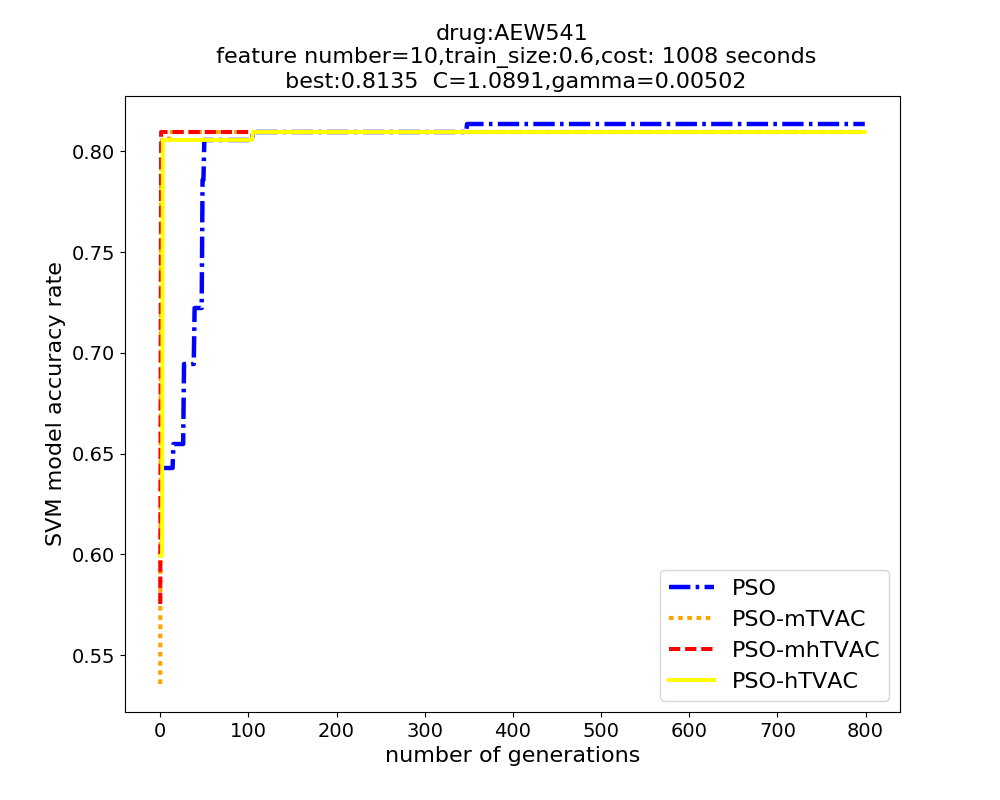 drug:AEW541
feature number=10,train_size:0.6,cost: 1008 seconds
best:0.8135  C=1.0891,gamma=0.00502
SVM model accuracy rate
0.80
0.75
0.70
0.65
0.60
0.55
0 100 200 300 400 500 600 700 800
number of generations
PSO
PSO-mTVAC
PSO-mhTVAC
PSO-hTVAC